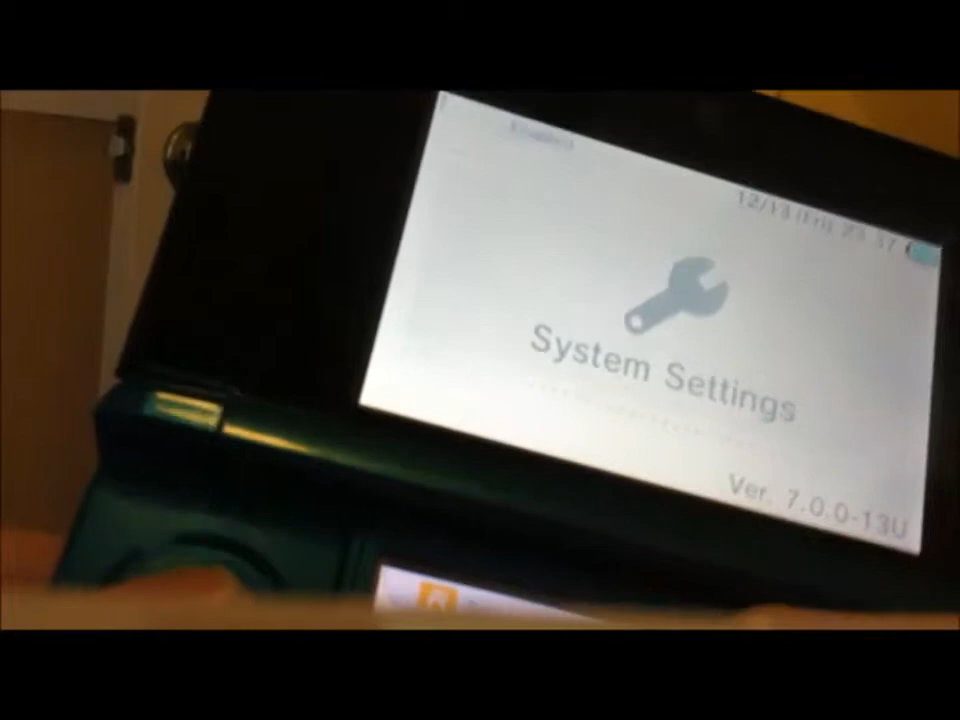 12/13 (Fri) 23:37
System Settings
Ver. 7.0.0-13U